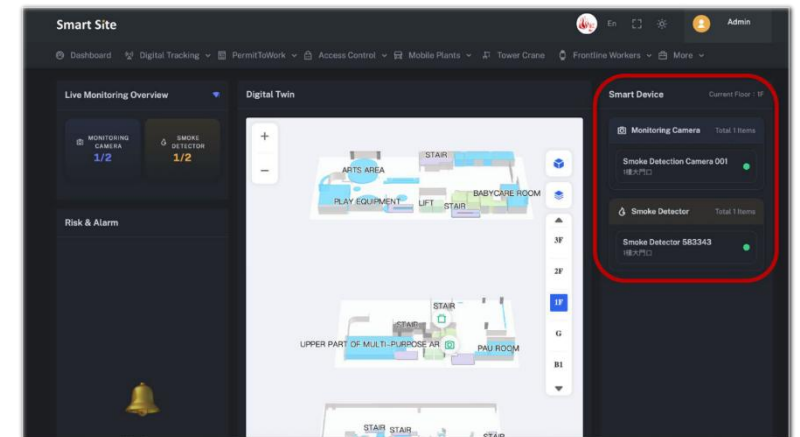 Smart Site
En
Admin
Dashboard
Digital Tracking
PermitToWork
Access Control
Mobile Plants
Tower Crane
Frontline Workers
More
Live Monitoring Overview
MONITORING CAMERA
1/2
SMOKE DETECTOR
1/2
Risk & Alarm
Digital Twin
+
−
STAIR
ARTS AREA
PLAY EQUIPMENT
LIFT
STAIR
BABYCARE ROOM
3F
2F
1F
G
B1
STAIR
STAIR
UPPER PART OF MULTI-PURPOSE AR
PAU ROOM
STAIR
STAIR
STAIR
Smart Device
Current Floor : 1F
Monitoring Camera
Total 1 Items
Smoke Detection Camera 001
1樓大門口
Smoke Detector
Total 1 Items
Smoke Detector 583343
1樓大門口